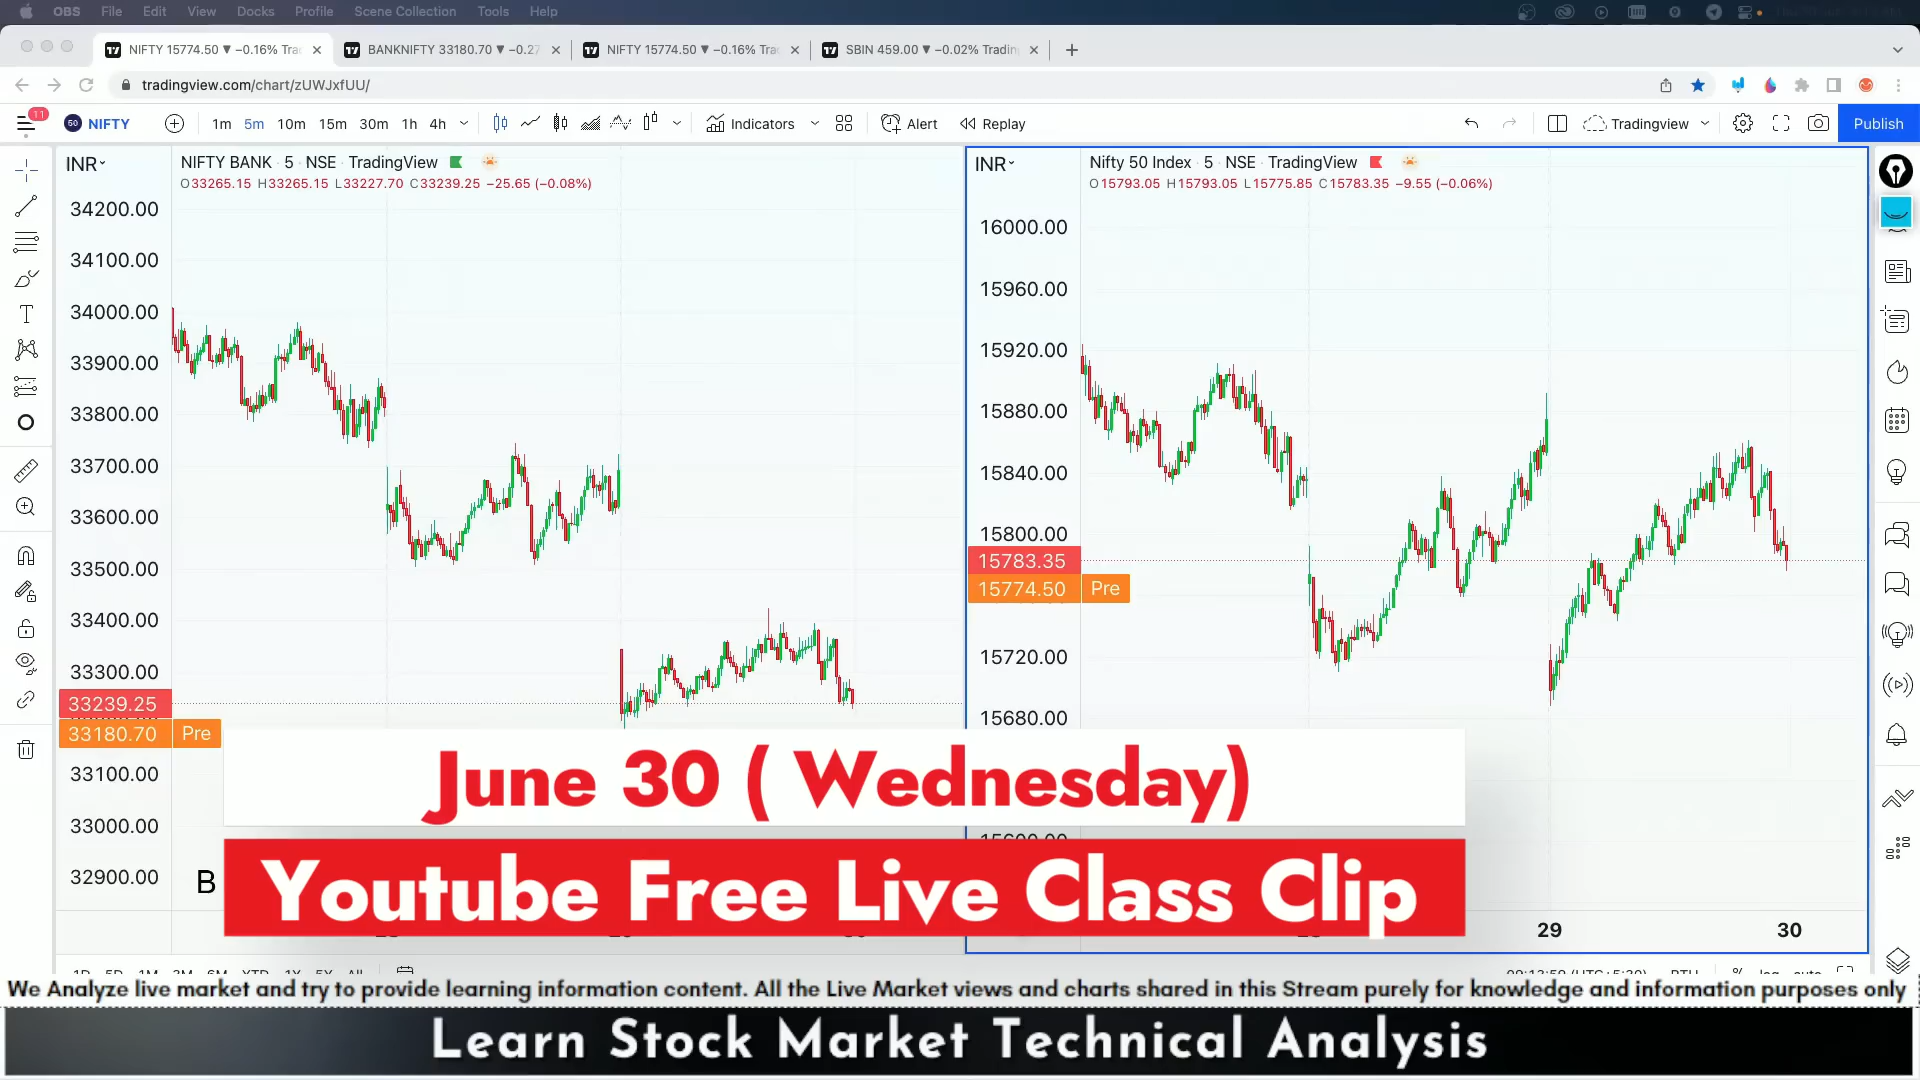 OBS File Edit View Docks Profile Scene Collection Tools Help
NIFTY 15774.50 ▼ −0.16% Tra
BANKNIFTY 33180.70 ▼ −0.27
NIFTY 15774.50 ▼ −0.16% Tra
SBIN 459.00 ▼ −0.02% Trading
tradingview.com/chart/zUWJxfUU/
11
50 NIFTY 1m 5m 10m 15m 30m 1h 4h Indicators Alert Replay Tradingview Publish
INR
NIFTY BANK · 5 · NSE · TradingView
O33265.15 H33265.15 L33227.70 C33239.25 −25.65 (−0.08%)
34200.00
34100.00
34000.00
33900.00
33800.00
33700.00
33600.00
33500.00
33400.00
33300.00
33239.25
33180.70 Pre
33100.00
33000.00
32900.00
B
INR
Nifty 50 Index · 5 · NSE · TradingView
O15793.05 H15793.05 L15775.85 C15783.35 −9.55 (−0.06%)
16000.00
15960.00
15920.00
15880.00
15840.00
15800.00
15783.35
15774.50 Pre
15720.00
15680.00
29 30
June 30 ( Wednesday)
Youtube Free Live Class Clip
We Analyze live market and try to provide learning information content. All the Live Market views and charts shared in this Stream purely for knowledge and information purposes only
Learn Stock Market Technical Analysis